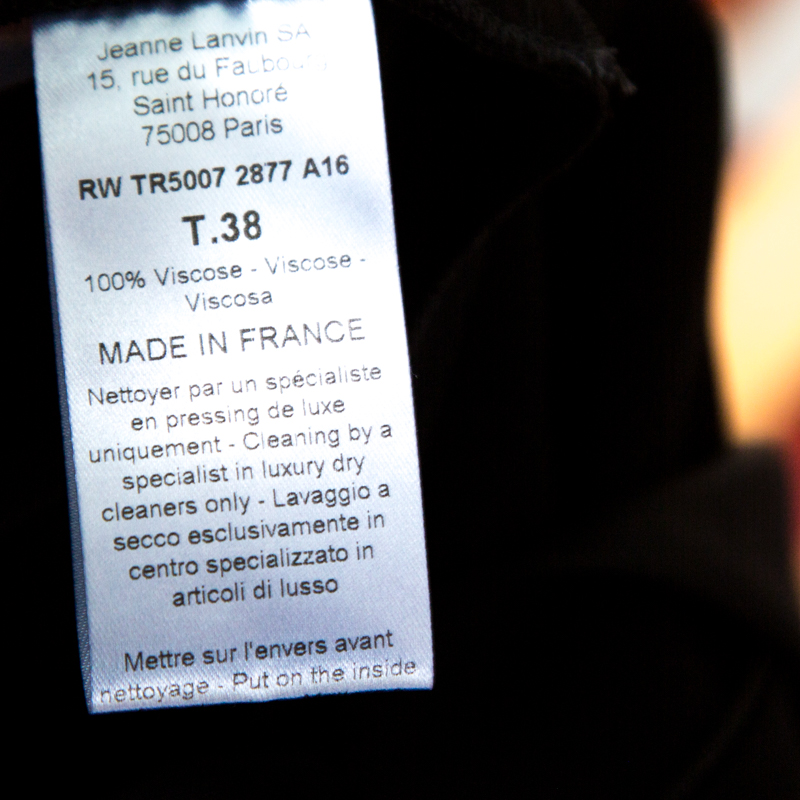 Jeanne Lanvin SA
15, rue du Faubou
Saint Honoré
75008 Paris
RW TR5007 2877 A16
T.38
100% Viscose - Viscose -
Viscosa
MADE IN FRANCE
Nettoyer par un spécialiste
en pressing de luxe
uniquement - Cleaning by a
specialist in luxury dry
cleaners only - Lavaggio a
secco esclusivamente in
centro specializzato in
articoli di lusso
Mettre sur l'envers avant
nettoyage - Put on the inside